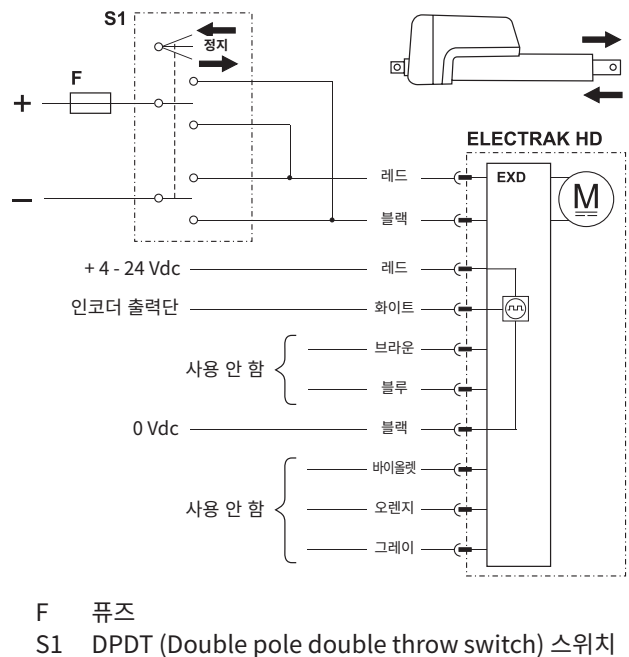 S1
정지
F
+
−
ELECTRAK HD
EXD
M
레드
블랙
+ 4 - 24 Vdc 레드
인코더 출력단 화이트
브라운
사용 안 함
블루
0 Vdc 블랙
바이올렛
사용 안 함 오렌지
그레이
F 퓨즈
S1 DPDT (Double pole double throw switch) 스위치